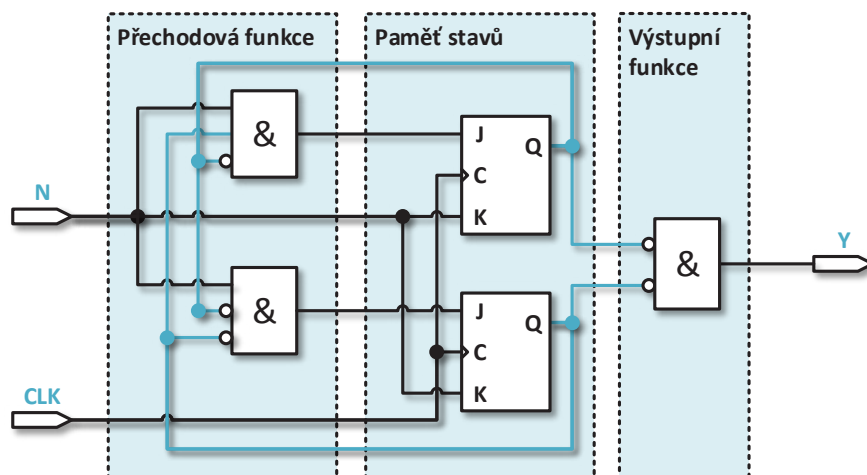 Přechodová funkce
Paměť stavů
Výstupní
funkce
&
J
Q
C
K
N
&
Y
&
J
Q
C
K
CLK